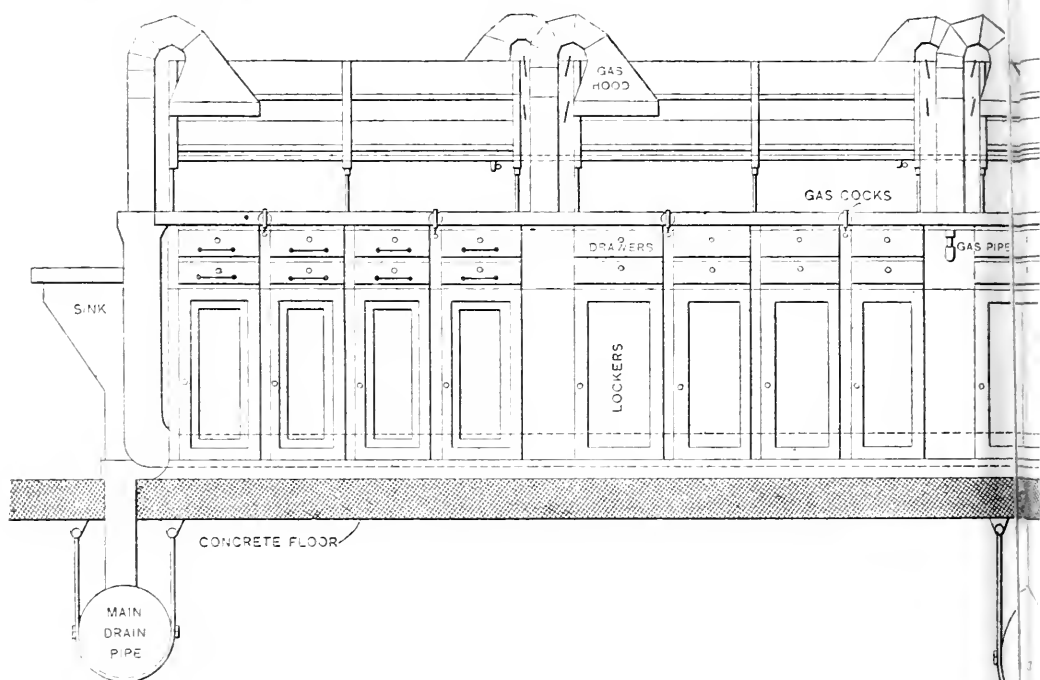 GAS
HOOD
GAS COCKS
DRAWERS
GAS PIPE
SINK
LOCKERS
CONCRETE FLOOR
MAIN
DRAIN
PIPE